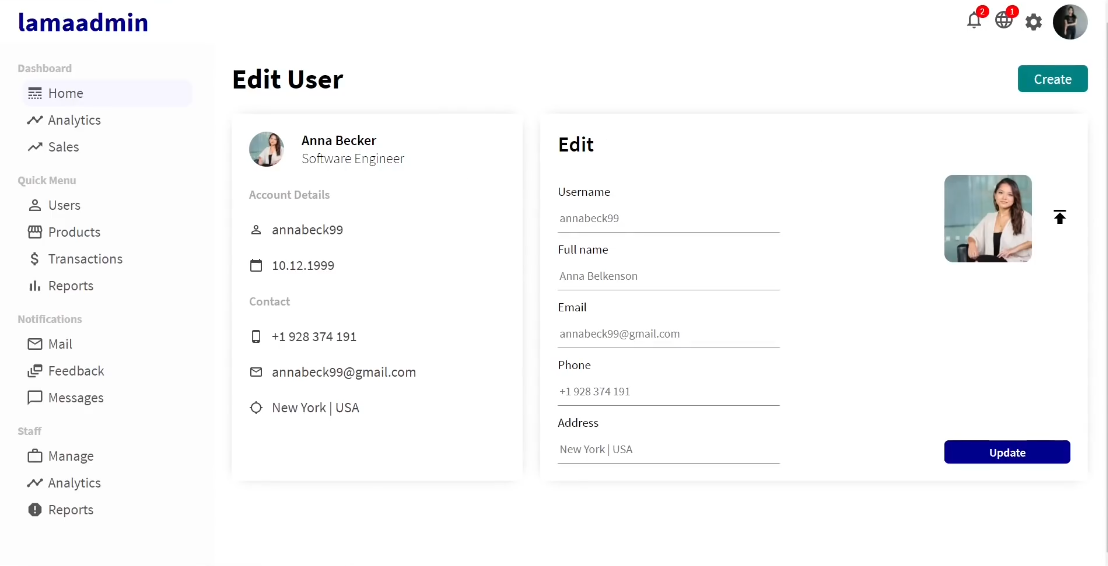 lamaadmin
2
1
Dashboard
Home
Analytics
Sales
Quick Menu
Users
Products
Transactions
Reports
Notifications
Mail
Feedback
Messages
Staff
Manage
Analytics
Reports
Edit User
Create
Anna Becker
Software Engineer
Account Details
annabeck99
10.12.1999
Contact
+1 928 374 191
annabeck99@gmail.com
New York | USA
Edit
Username
annabeck99
Full name
Anna Belkenson
Email
annabeck99@gmail.com
Phone
+1 928 374 191
Address
New York | USA
Update